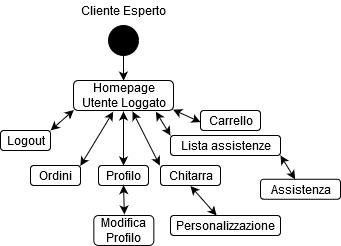 Cliente Esperto
Homepage
Utente Loggato
Carrello
Logout
Lista assistenze
Ordini
Profilo
Chitarra
Assistenza
Modifica
Profilo
Personalizzazione